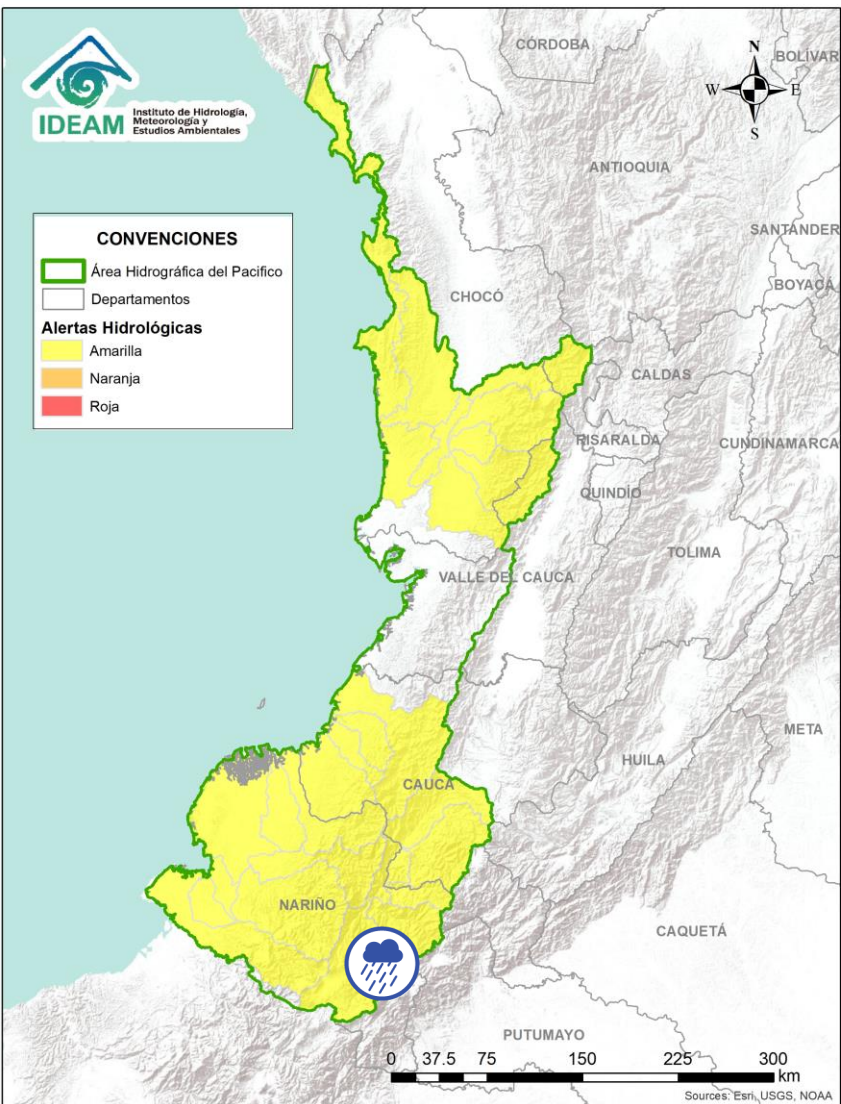 IDEAM
Instituto de Hidrología,
Meteorología y
Estudios Ambientales
CÓRDOBA
BOLÍVAR
N
W
E
S
ANTIOQUIA
SANTANDER
BOYACÁ
CONVENCIONES
Área Hidrográfica del Pacifico
Departamentos
Alertas Hidrológicas
Amarilla
Naranja
Roja
CHOCÓ
CALDAS
RISARALDA
CUNDINAMARCA
QUINDÍO
TOLIMA
VALLE DEL CAUCA
META
HUILA
CAUCA
NARIÑO
CAQUETÁ
PUTUMAYO
0 37.5 75 150 225 300
km
Sources: Esri, USGS, NOAA